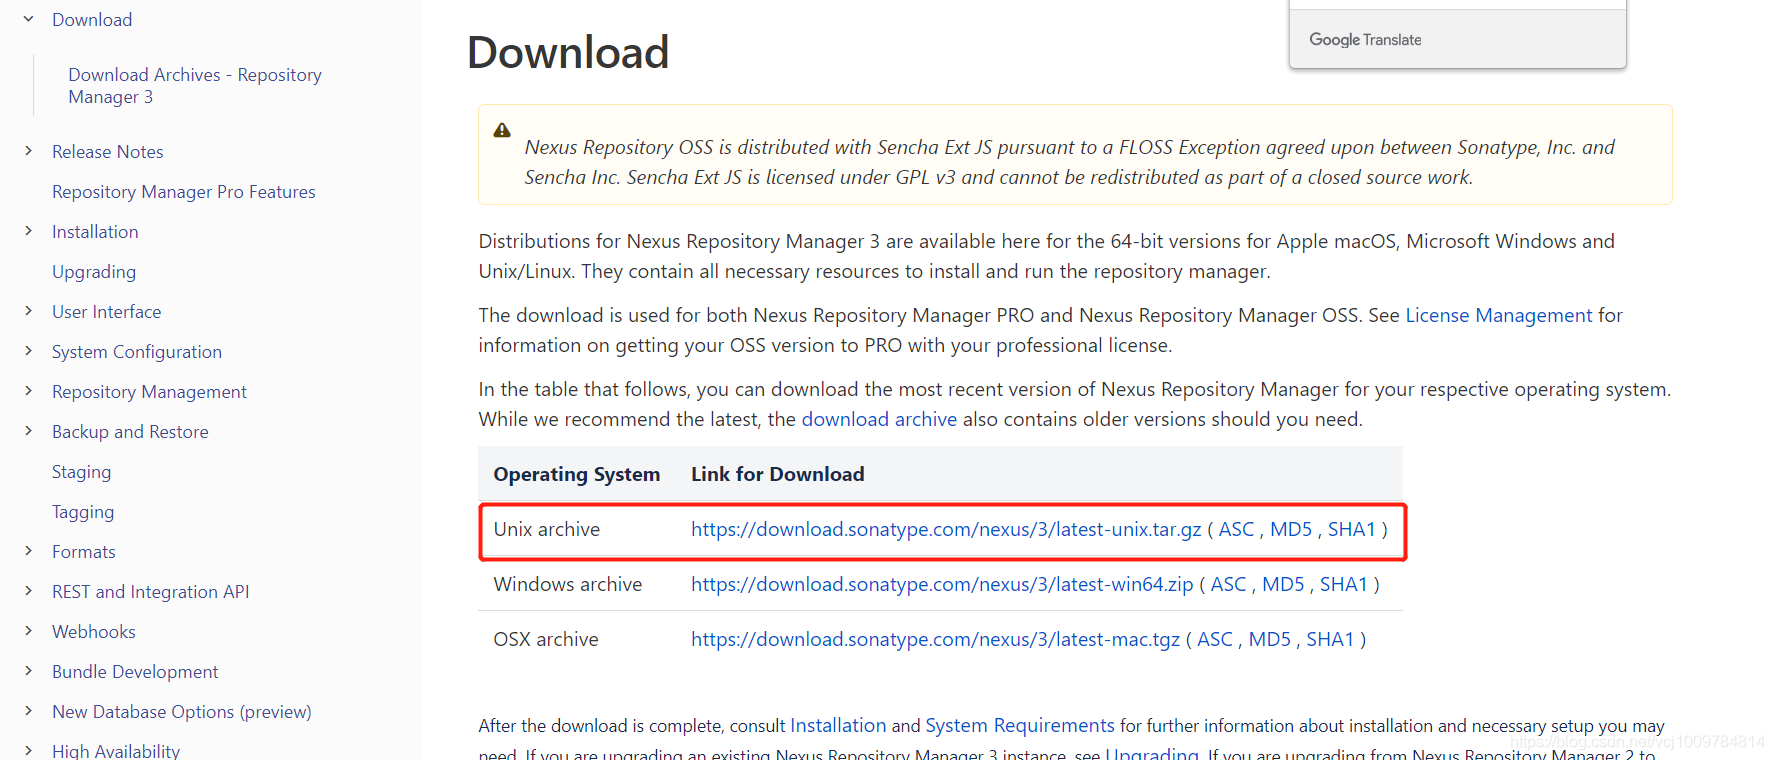 Download
Download Archives - Repository
Manager 3
Release Notes
Repository Manager Pro Features
Installation
Upgrading
User Interface
System Configuration
Repository Management
Backup and Restore
Staging
Tagging
Formats
REST and Integration API
Webhooks
Bundle Development
New Database Options (preview)
High Availability
Google Translate
Download
Nexus Repository OSS is distributed with Sencha Ext JS pursuant to a FLOSS Exception agreed upon between Sonatype, Inc. and
Sencha Inc. Sencha Ext JS is licensed under GPL v3 and cannot be redistributed as part of a closed source work.
Distributions for Nexus Repository Manager 3 are available here for the 64-bit versions for Apple macOS, Microsoft Windows and
Unix/Linux. They contain all necessary resources to install and run the repository manager.
The download is used for both Nexus Repository Manager PRO and Nexus Repository Manager OSS. See License Management for
information on getting your OSS version to PRO with your professional license.
In the table that follows, you can download the most recent version of Nexus Repository Manager for your respective operating system.
While we recommend the latest, the download archive also contains older versions should you need.
Operating System Link for Download
Unix archive https://download.sonatype.com/nexus/3/latest-unix.tar.gz ( ASC , MD5 , SHA1 )
Windows archive https://download.sonatype.com/nexus/3/latest-win64.zip ( ASC , MD5 , SHA1 )
OSX archive https://download.sonatype.com/nexus/3/latest-mac.tgz ( ASC , MD5 , SHA1 )
After the download is complete, consult Installation and System Requirements for further information about installation and necessary setup you may
need. If you are upgrading an existing Nexus Repository Manager 3 instance, see Upgrading. If you are upgrading from Nexus Repository Manager 2 to
https://blog.csdn.net/vcj1009784814